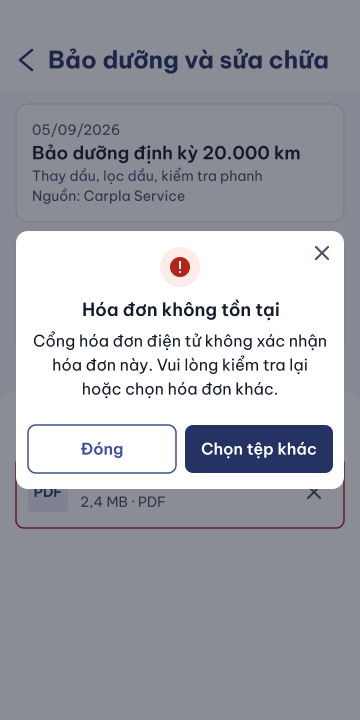 Bảo dưỡng và sửa chữa
05/09/2026
Bảo dưỡng định kỳ 20.000 km
Thay dầu, lọc dầu, kiểm tra phanh
Nguồn: Carpla Service
Hóa đơn không tồn tại
Cổng hóa đơn điện tử không xác nhận
hóa đơn này. Vui lòng kiểm tra lại
hoặc chọn hóa đơn khác.
Đóng
Chọn tệp khác
PDF
2,4 MB · PDF